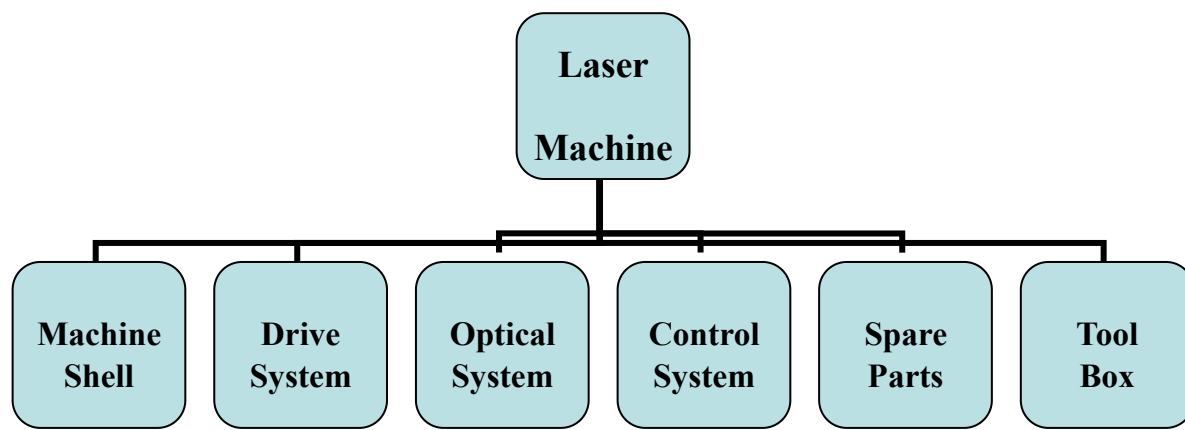 Laser
Machine
Machine
Shell
Drive
System
Optical
System
Control
System
Spare
Parts
Tool
Box